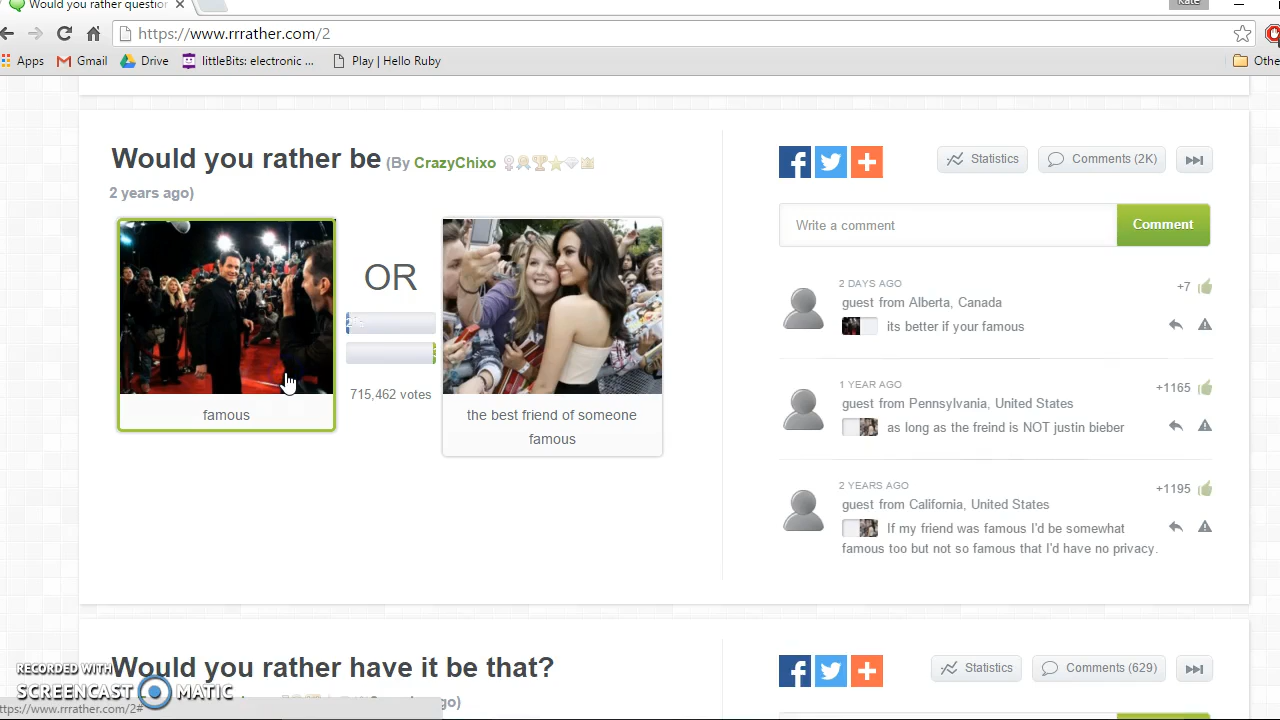 Would you rather question
Kate
https://www.rrrather.com/2
Apps Gmail Drive littleBits: electronic ... Play | Hello Ruby Othe
Would you rather be (By CrazyChixo
2 years ago)
OR
715,462 votes
famous
the best friend of someone
famous
Statistics Comments (2K)
Write a comment Comment
2 DAYS AGO +7
guest from Alberta, Canada
its better if your famous
1 YEAR AGO +1165
guest from Pennsylvania, United States
as long as the freind is NOT justin bieber
2 YEARS AGO +1195
guest from California, United States
If my friend was famous I'd be somewhat
famous too but not so famous that I'd have no privacy.
Would you rather have it be that?
go)
Statistics Comments (629)
RECORDED WITH
SCREENCAST MATIC
ttps://www.rrrather.com/2#